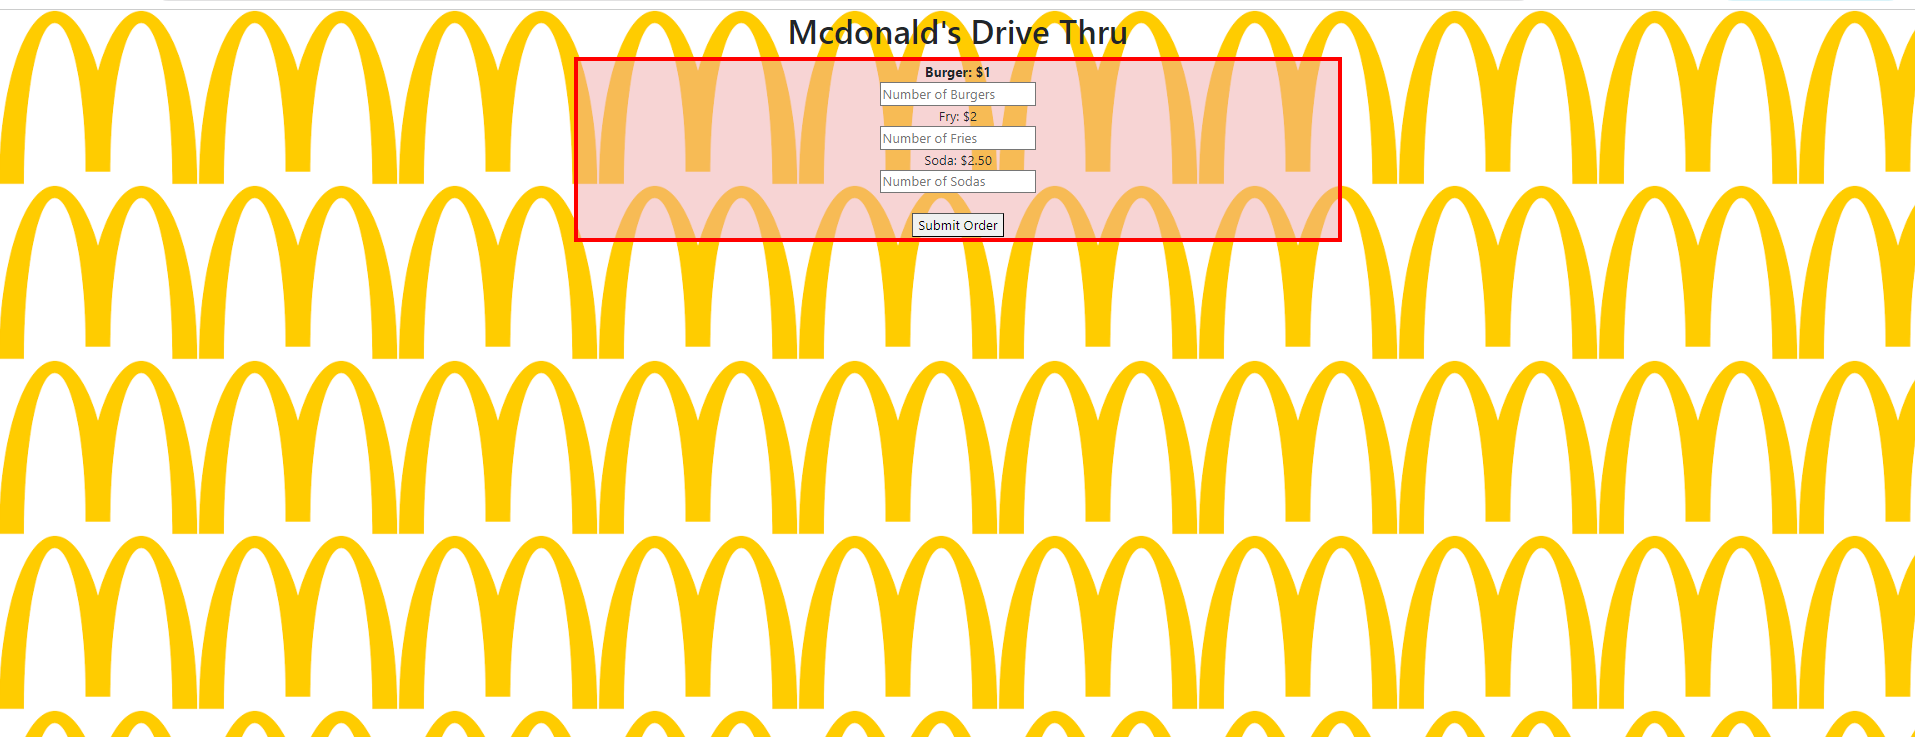 Mcdonald's Drive Thru
Burger: $1
Number of Burgers
Fry: $2
Number of Fries
Soda: $2.50
Number of Sodas
Submit Order